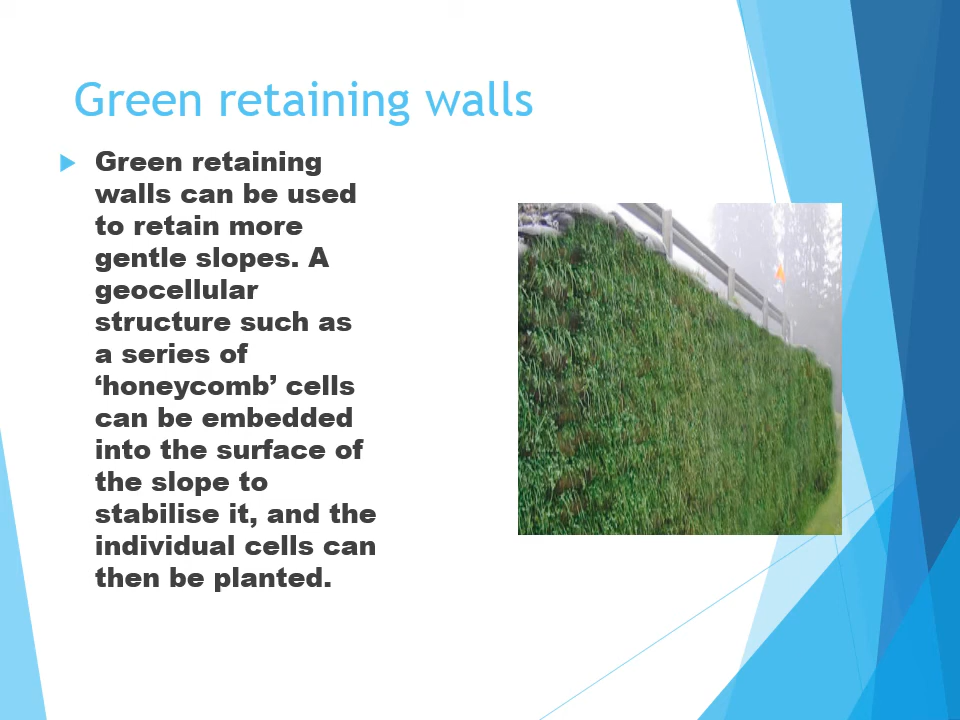 Green retaining walls
Green retaining
walls can be used
to retain more
gentle slopes. A
geocellular
structure such as
a series of
‘honeycomb’ cells
can be embedded
into the surface of
the slope to
stabilise it, and the
individual cells can
then be planted.